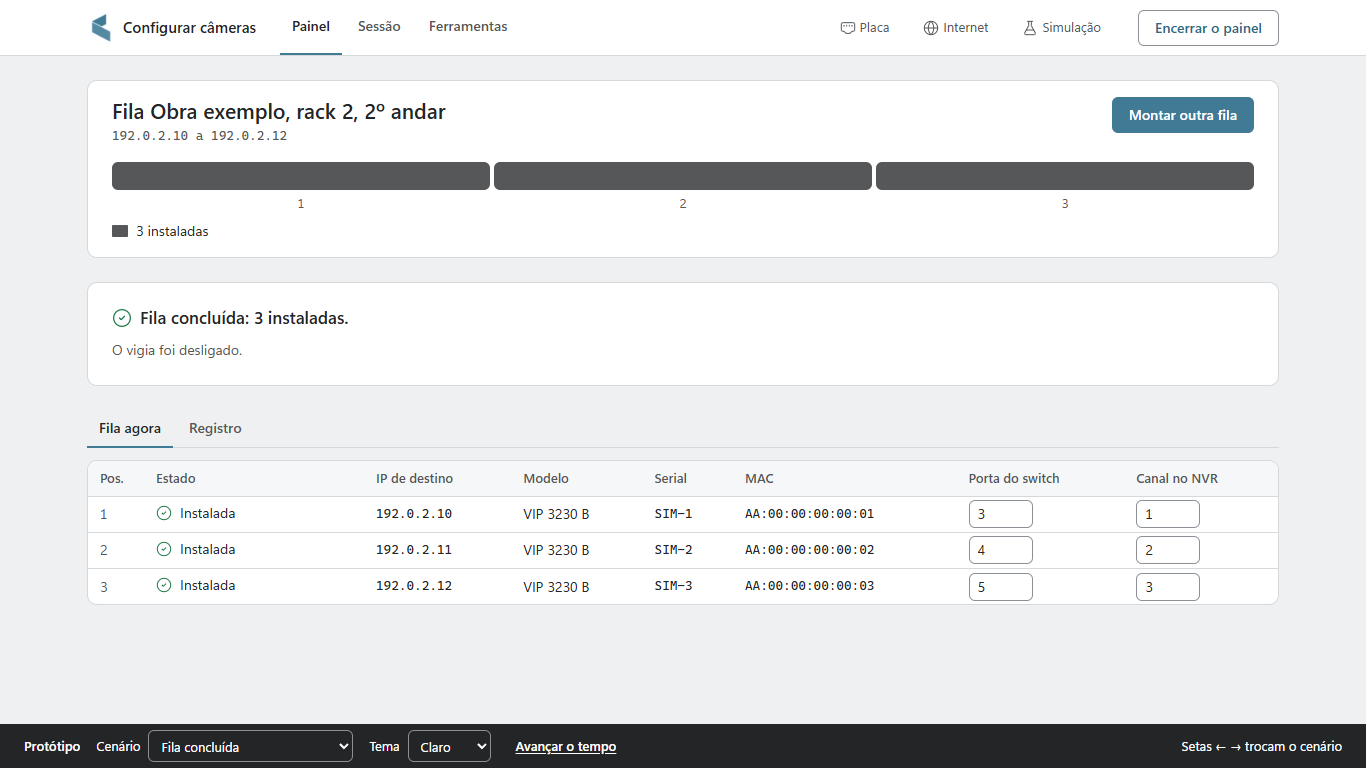 Configurar câmeras Painel Sessão Ferramentas Placa Internet Simulação Encerrar o painel
Fila Obra exemplo, rack 2, 2º andar Montar outra fila
192.0.2.10 a 192.0.2.12
1 2 3
3 instaladas
Fila concluída: 3 instaladas.
O vigia foi desligado.
Fila agora Registro
Pos. Estado IP de destino Modelo Serial MAC Porta do switch Canal no NVR
1 Instalada 192.0.2.10 VIP 3230 B SIM-1 AA:00:00:00:00:01 3 1
2 Instalada 192.0.2.11 VIP 3230 B SIM-2 AA:00:00:00:00:02 4 2
3 Instalada 192.0.2.12 VIP 3230 B SIM-3 AA:00:00:00:00:03 5 3
Protótipo Cenário Fila concluída Tema Claro Avançar o tempo Setas ← → trocam o cenário